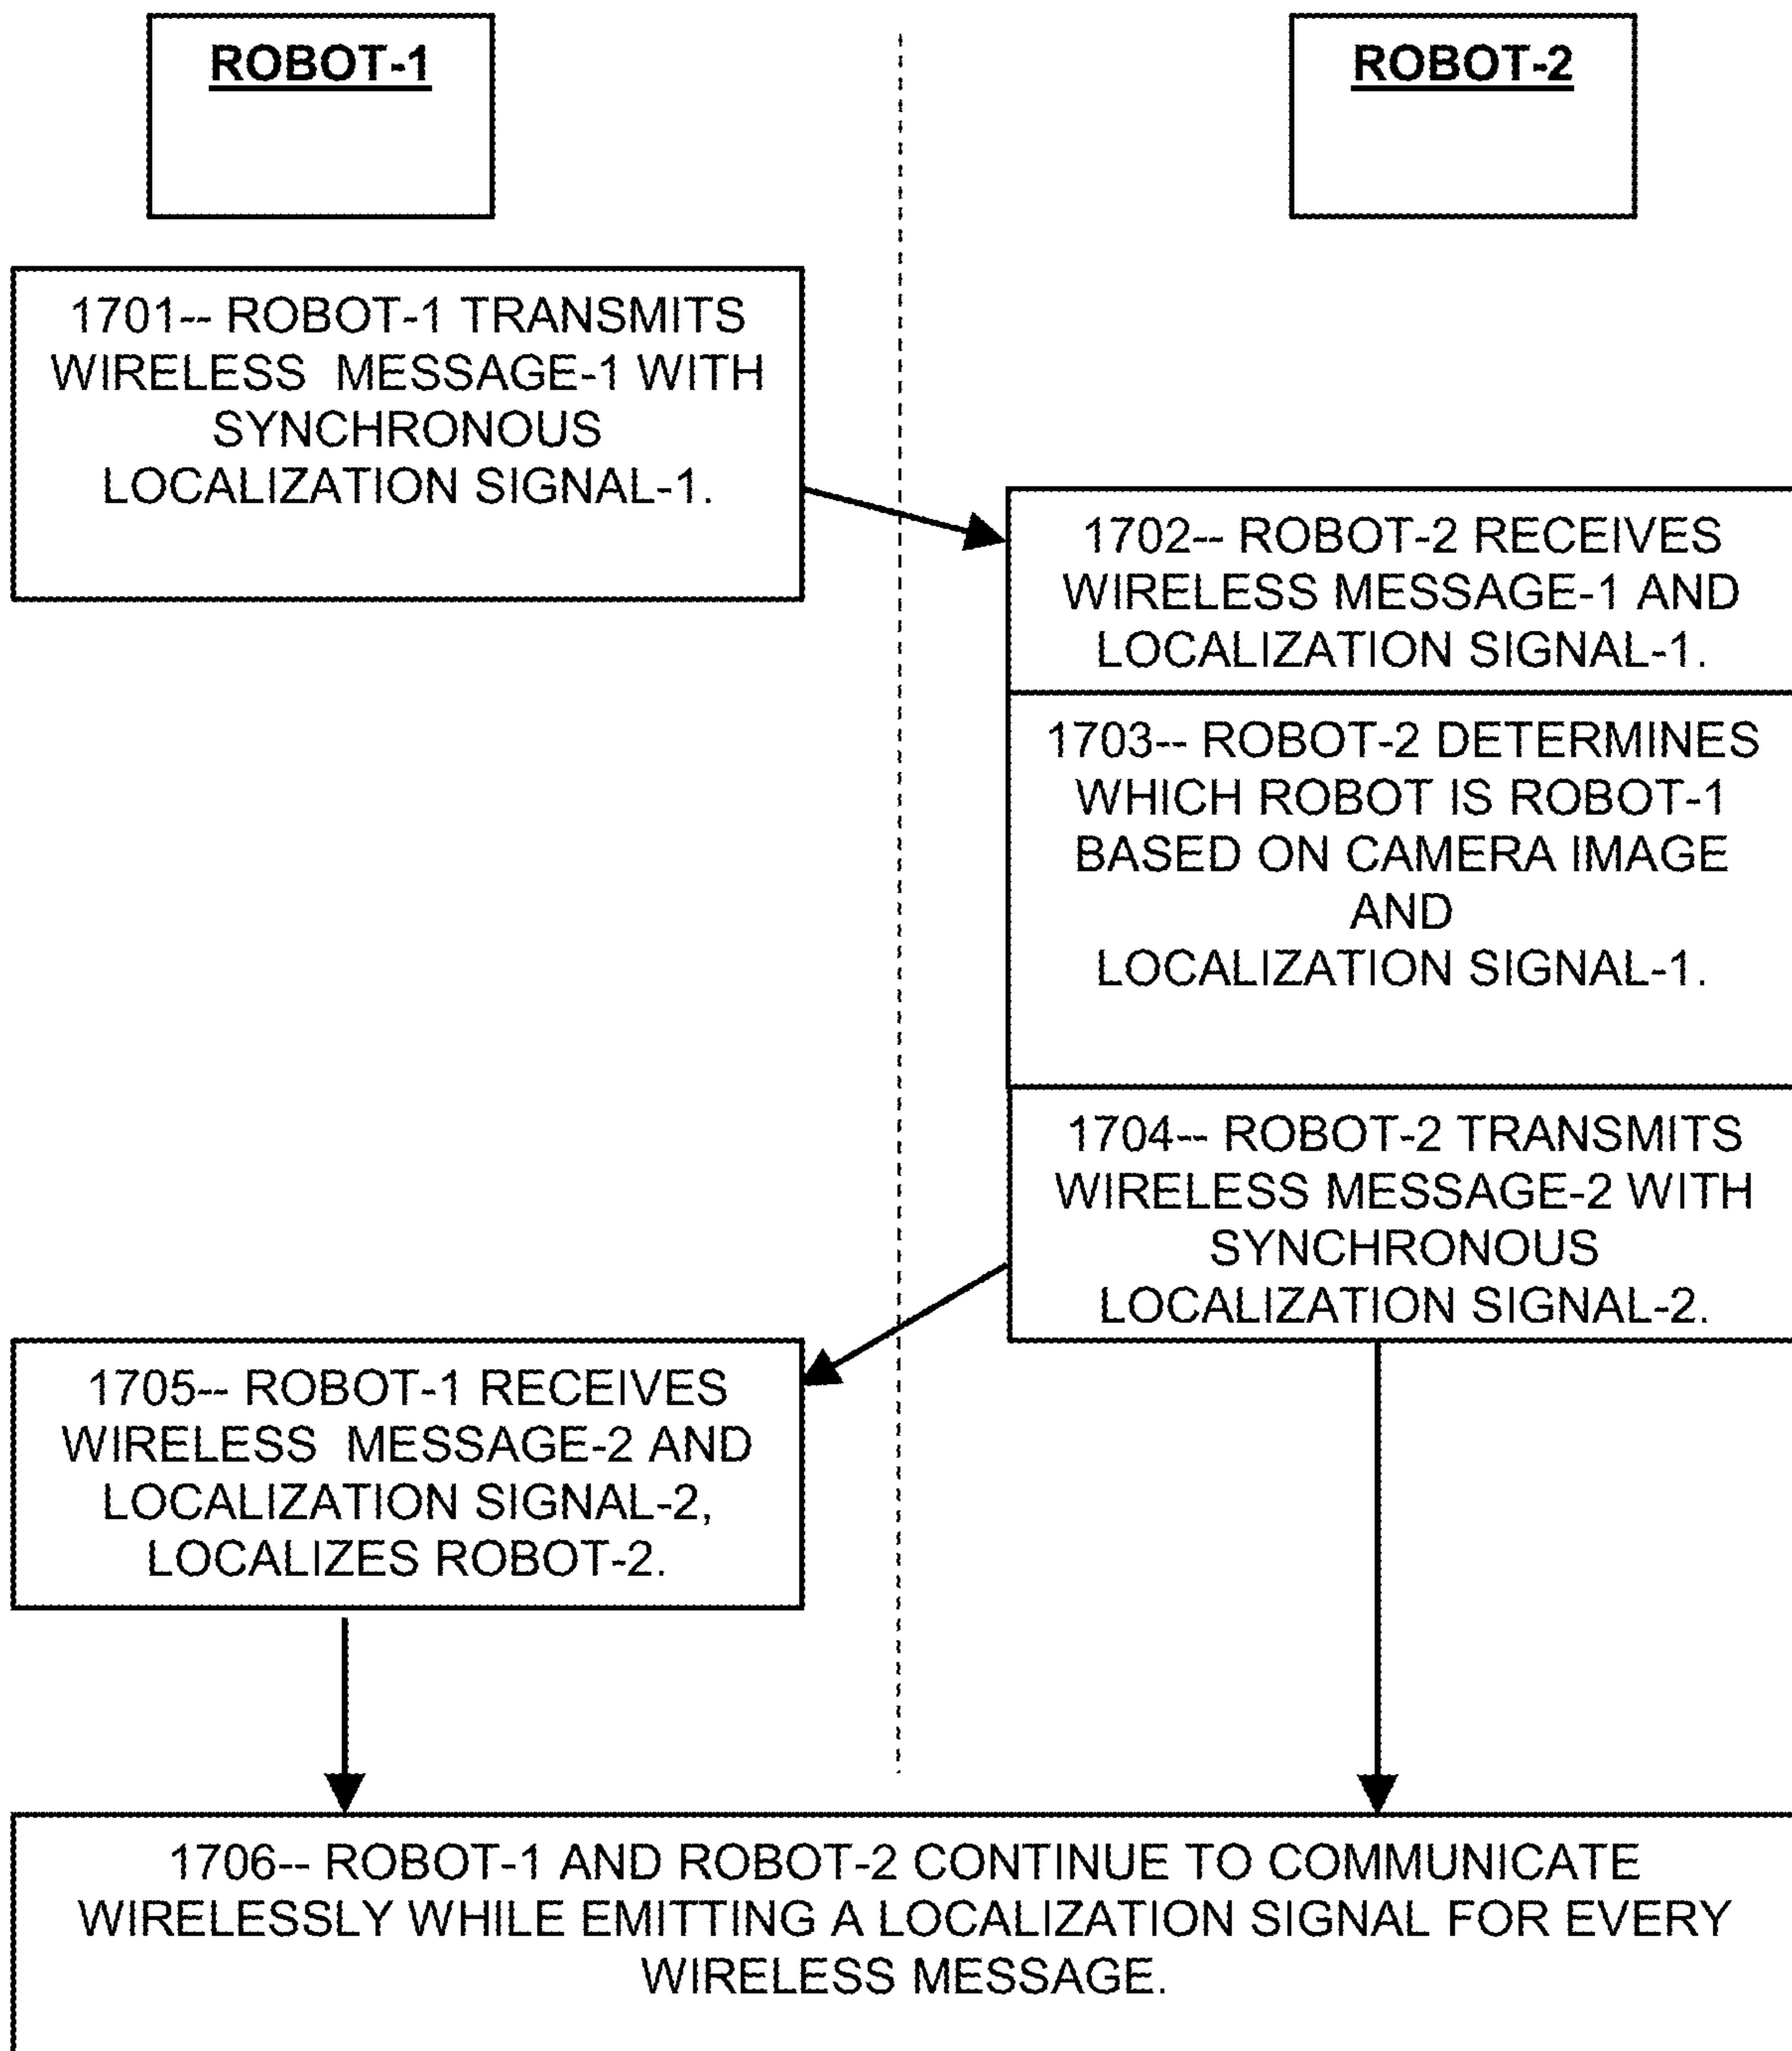 ROBOT-1
ROBOT-2
1701-- ROBOT-1 TRANSMITS
WIRELESS MESSAGE-1 WITH
SYNCHRONOUS
LOCALIZATION SIGNAL-1.
1702-- ROBOT-2 RECEIVES
WIRELESS MESSAGE-1 AND
LOCALIZATION SIGNAL-1.
1703-- ROBOT-2 DETERMINES
WHICH ROBOT IS ROBOT-1
BASED ON CAMERA IMAGE
AND
LOCALIZATION SIGNAL-1.
1704-- ROBOT-2 TRANSMITS
WIRELESS MESSAGE-2 WITH
SYNCHRONOUS
LOCALIZATION SIGNAL-2.
1705-- ROBOT-1 RECEIVES
WIRELESS MESSAGE-2 AND
LOCALIZATION SIGNAL-2,
LOCALIZES ROBOT-2.
1706-- ROBOT-1 AND ROBOT-2 CONTINUE TO COMMUNICATE
WIRELESSLY WHILE EMITTING A LOCALIZATION SIGNAL FOR EVERY
WIRELESS MESSAGE.